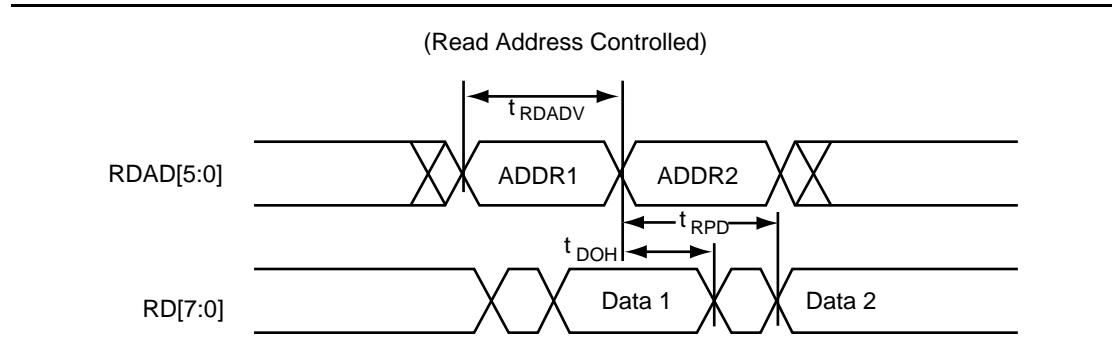 (Read Address Controlled)
t RDADV
RDAD[5:0]
ADDR1
ADDR2
t RPD
t DOH
RD[7:0]
Data 1
Data 2